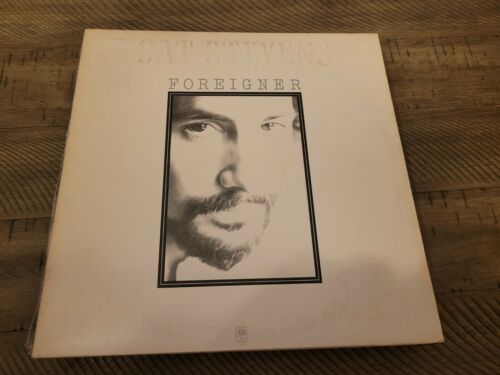 CAT STEVENS
FOREIGNER
A&M